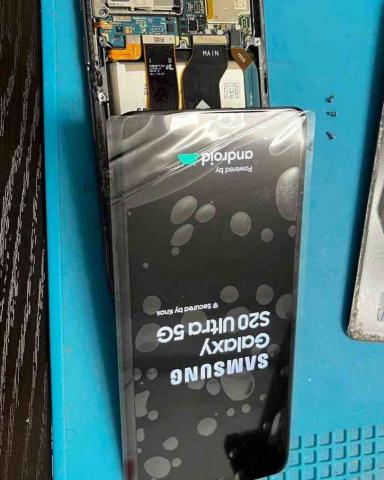 MAIN
SAMSUNG
Galaxy
S20 Ultra 5G
Secured by Knox
Powered by
android